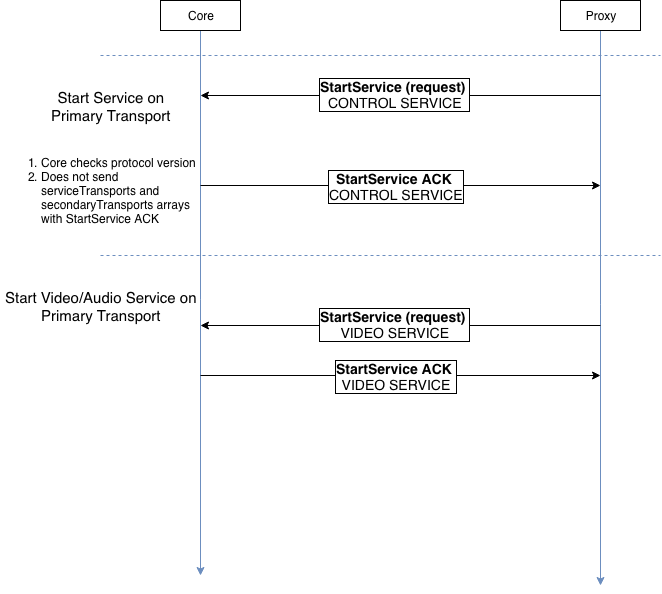 Core
Proxy
Start Service on
Primary Transport
StartService (request)
CONTROL SERVICE
1. Core checks protocol version
2. Does not send
serviceTransports and
secondaryTransports arrays
with StartService ACK
StartService ACK
CONTROL SERVICE
Start Video/Audio Service on
Primary Transport
StartService (request)
VIDEO SERVICE
StartService ACK
VIDEO SERVICE